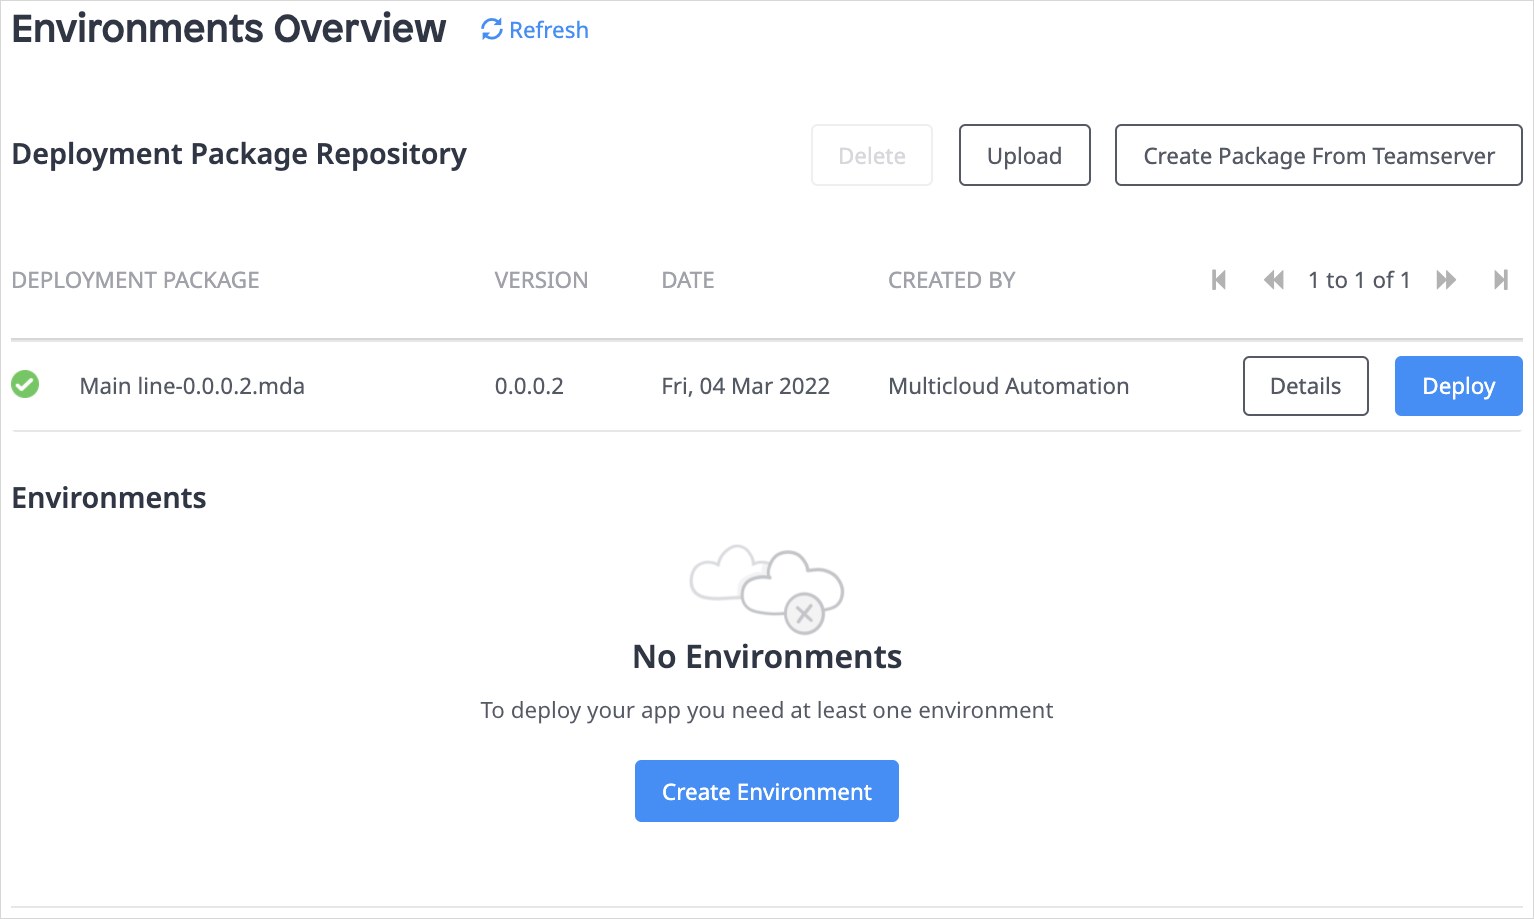 Environments Overview Refresh
Deployment Package Repository Delete Upload Create Package From Teamserver
DEPLOYMENT PACKAGE VERSION DATE CREATED BY 1 to 1 of 1
Main line-0.0.0.2.mda 0.0.0.2 Fri, 04 Mar 2022 Multicloud Automation Details Deploy
Environments
No Environments
To deploy your app you need at least one environment
Create Environment